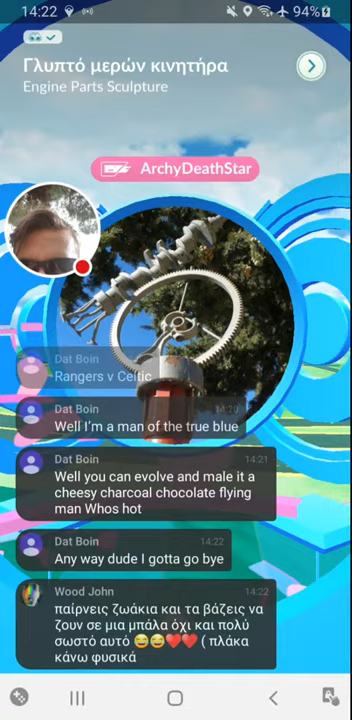 14:22
94%
Γλυπτό μερών κινητήρα
Engine Parts Sculpture
ArchyDeathStar
Dat Boin
Rangers v Celtic
Dat Boin 14:20
Well I'm a man of the true blue
Dat Boin 14:21
Well you can evolve and male it a
cheesy charcoal chocolate flying
man Whos hot
Dat Boin 14:22
Any way dude I gotta go bye
Wood John 14:22
παίρνεις ζωάκια και τα βάζεις να
ζουν σε μια μπάλα όχι και πολύ
σωστό αυτό 😂😂❤️❤️ ( πλάκα
κάνω φυσικά